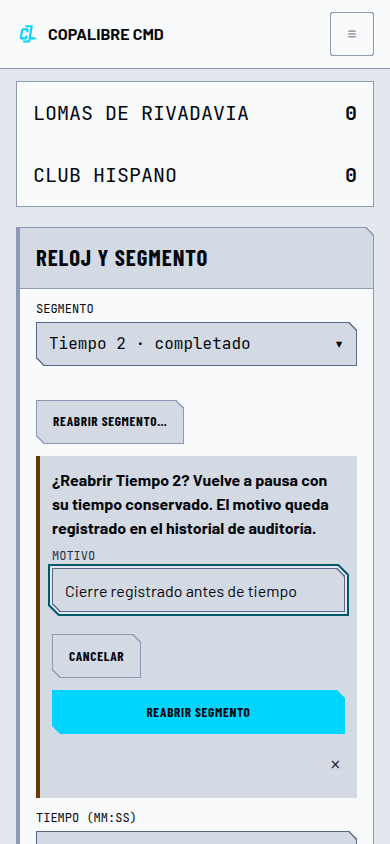 COPALIBRE CMD
LOMAS DE RIVADAVIA 0
CLUB HISPANO 0
RELOJ Y SEGMENTO
SEGMENTO
Tiempo 2 · completado
REABRIR SEGMENTO...
¿Reabrir Tiempo 2? Vuelve a pausa con
su tiempo conservado. El motivo queda
registrado en el historial de auditoría.
MOTIVO
Cierre registrado antes de tiempo
CANCELAR
REABRIR SEGMENTO
×
TIEMPO (MM:SS)